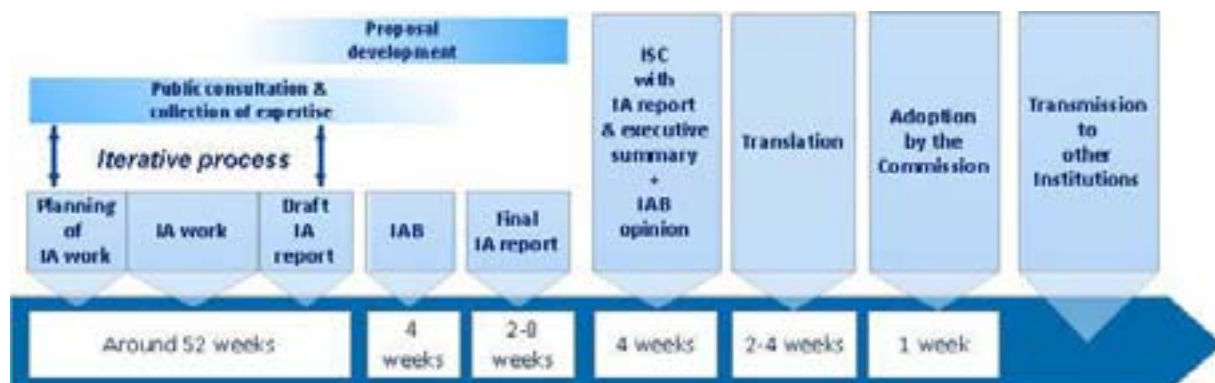 Proposal
development
Public consultation &
collection of expertise
Iterative process
Planning
of
IA work
IA work
Draft
IA
report
IAB
Final
IA report
ISC
with
IA report
& executive
summary
+
IAB
opinion
Translation
Adoption
by the
Commission
Transmission
to
other
Institutions
Around 52 weeks
4
weeks
weeks
4 weeks
2-4 weeks
1 week